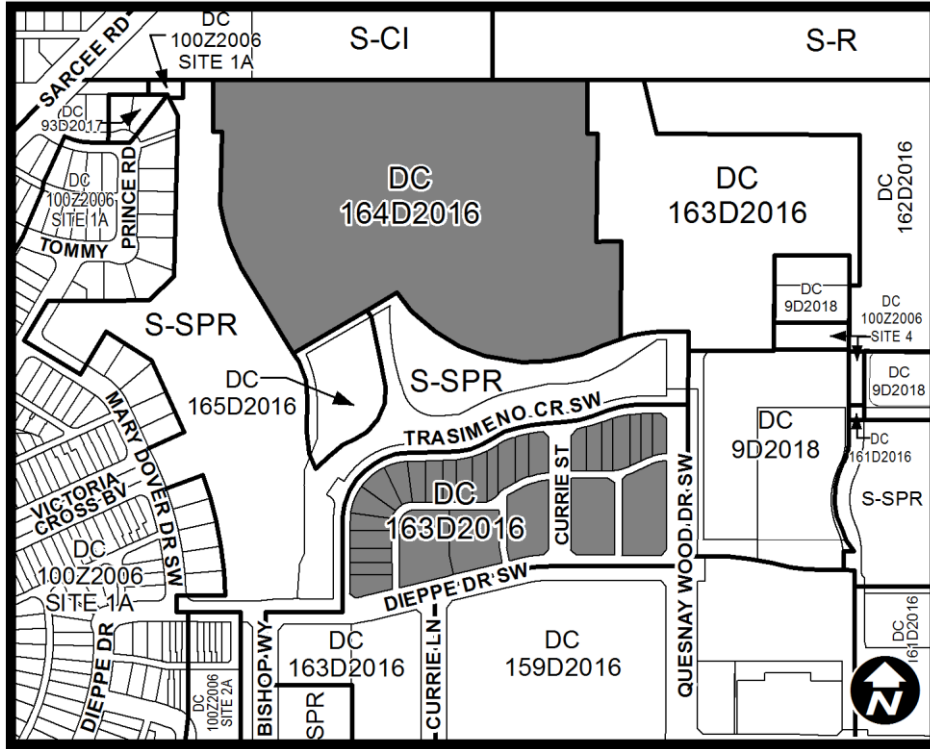 DC
100Z2006
SITE 1A
S-CI
S-R
SARCEE RD
DC
93D2017
DC
100Z2006
SITE 1A
PRINCE RD
TOMMY
DC
164D2016
DC
163D2016
DC
162D2016
DC
9D2018
DC
100Z2006
SITE 4
S-SPR
DC
165D2016
S-SPR
DC
9D2018
DC
9D2018
DC
161D2016
S-SPR
TRASIMENO CR SW
MARY DOVER DR SW
VICTORIA
CROSS BV
DC
163D2016
CURRIE ST
QUESNAY WOOD DR SW
DC
100Z2006
SITE 1A
DIEPPE DR SW
DIEPPE DR
DC
100Z2006
SITE 2A
BISHOP WY
DC
163D2016
SPR
CURRIE LN
DC
159D2016
DC
161D2016
N